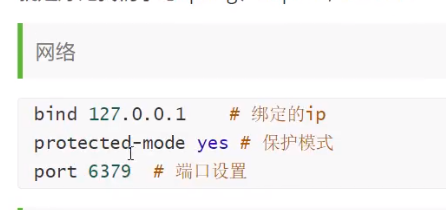 网络
bind 127.0.0.1    # 绑定的ip
protected-mode yes # 保护模式
port 6379  # 端口设置